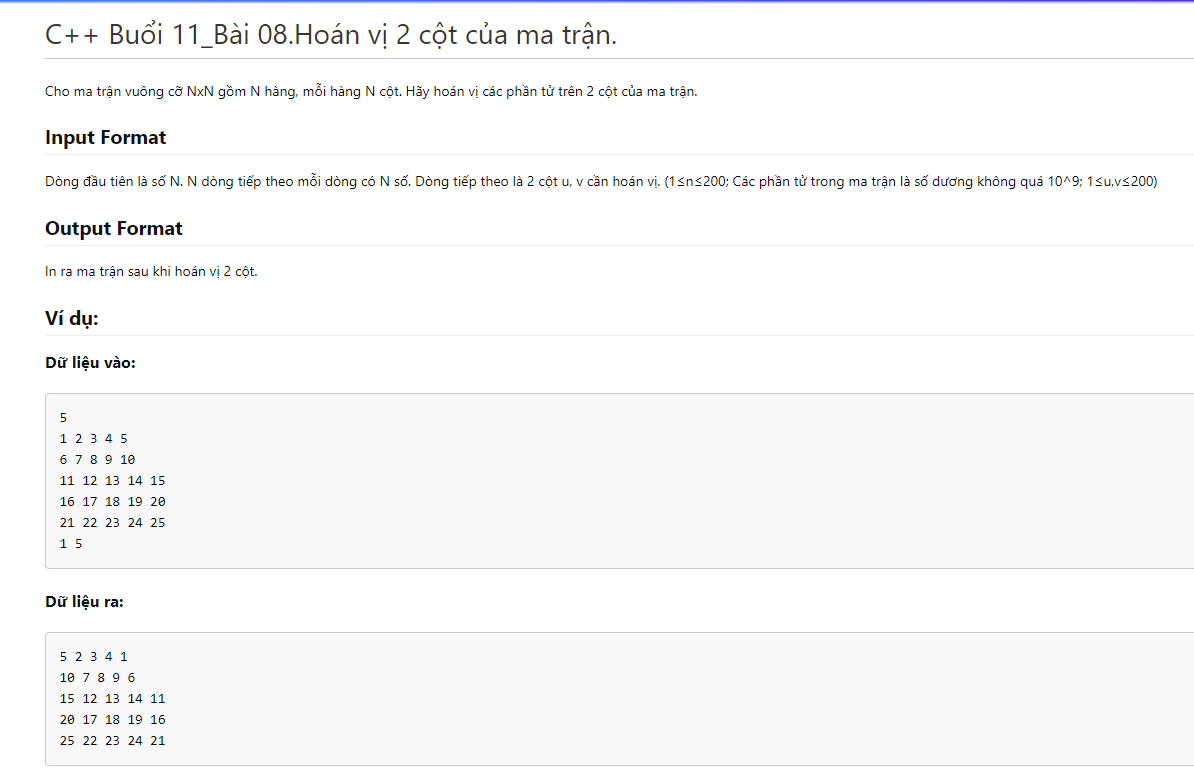 C++ Buổi 11_Bài 08.Hoán vị 2 cột của ma trận.
Cho ma trận vuông cỡ NxN gồm N hàng, mỗi hàng N cột. Hãy hoán vị các phần tử trên 2 cột của ma trận.
Input Format
Dòng đầu tiên là số N. N dòng tiếp theo mỗi dòng có N số. Dòng tiếp theo là 2 cột u, v cần hoán vị. (1≤n≤200; Các phần tử trong ma trận là số dương không quá 10^9; 1≤u,v≤200)
Output Format
In ra ma trận sau khi hoán vị 2 cột.
Ví dụ:
Dữ liệu vào:
5
1 2 3 4 5
6 7 8 9 10
11 12 13 14 15
16 17 18 19 20
21 22 23 24 25
1 5
Dữ liệu ra:
5 2 3 4 1
10 7 8 9 6
15 12 13 14 11
20 17 18 19 16
25 22 23 24 21